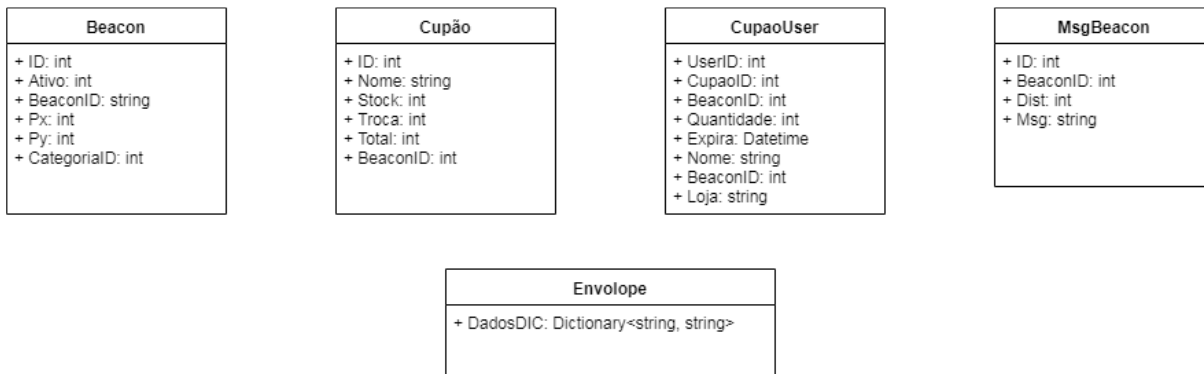 Beacon
+ ID: int
+ Ativo: int
+ BeaconID: string
+ Px: int
+ Py: int
+ CategoriaID: int
Cupão
+ ID: int
+ Nome: string
+ Stock: int
+ Troca: int
+ Total: int
+ BeaconID: int
CupaoUser
+ UserID: int
+ CupaoID: int
+ BeaconID: int
+ Quantidade: int
+ Expira: Datetime
+ Nome: string
+ BeaconID: int
+ Loja: string
MsgBeacon
+ ID: int
+ BeaconID: int
+ Dist: int
+ Msg: string
Envolope
+ DadosDIC: Dictionary<string, string>